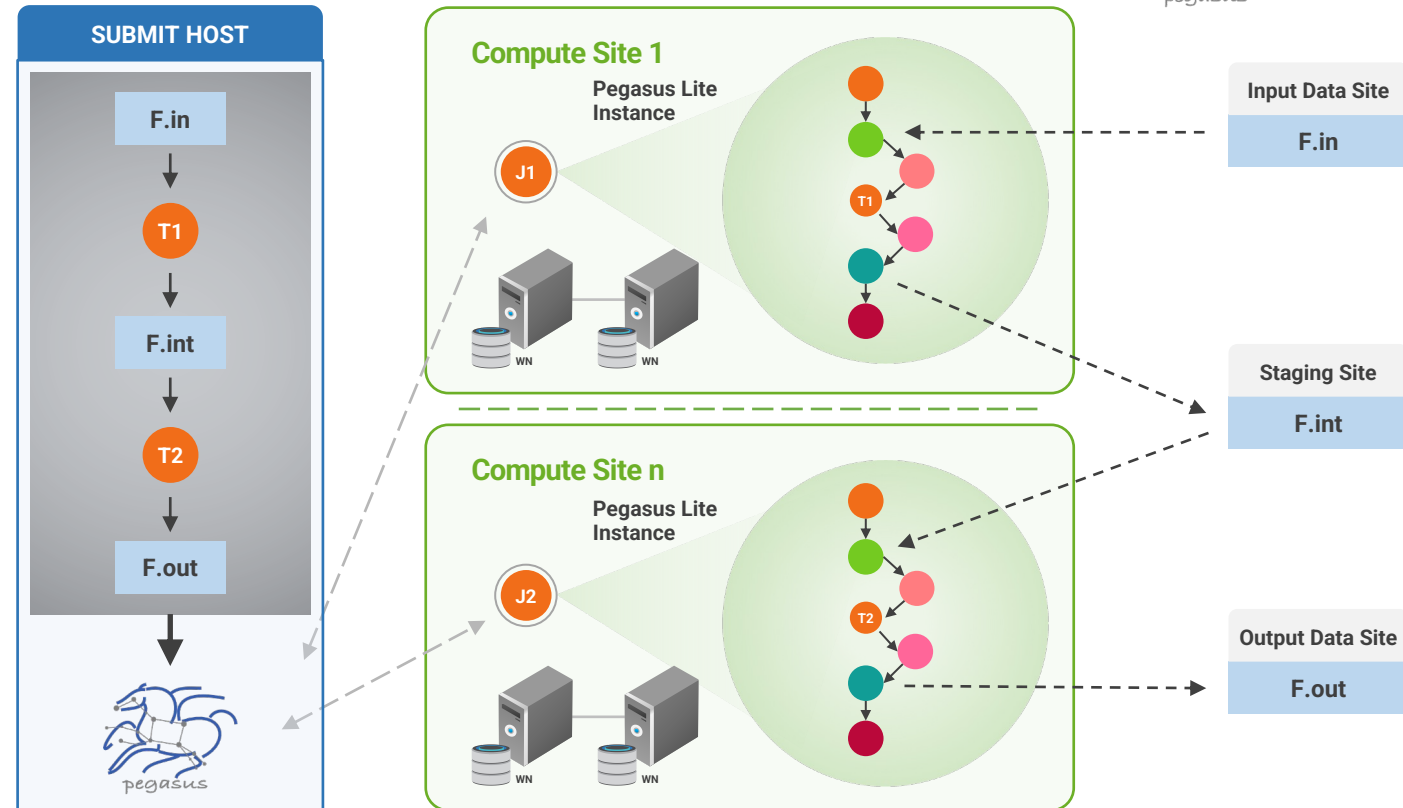 SUBMIT HOST
F.in
T1
F.int
T2
F.out
pegasus
Compute Site 1
Pegasus Lite
Instance
J1
T1
WN
WN
Compute Site n
Pegasus Lite
Instance
J2
T2
WN
WN
pegasus
Input Data Site
F.in
Staging Site
F.int
Output Data Site
F.out